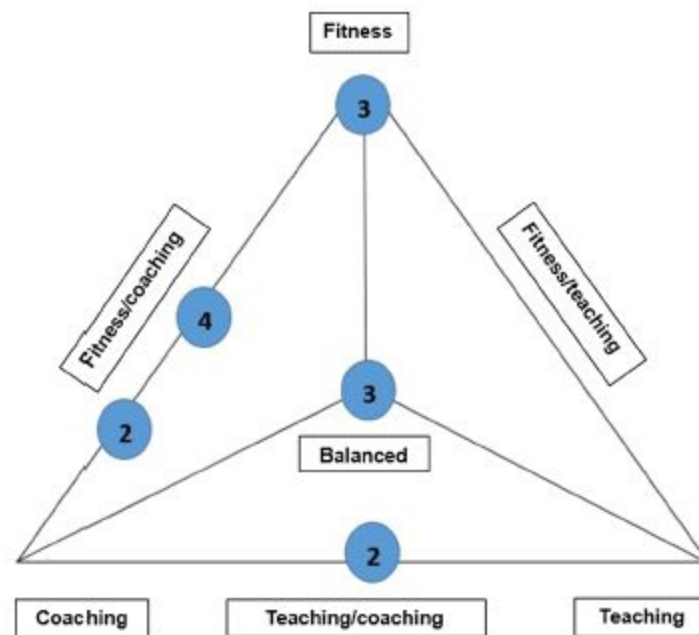 Fitness
3
Fitness/coaching
Fitness/teaching
4
3
2
Balanced
2
Coaching
Teaching/coaching
Teaching